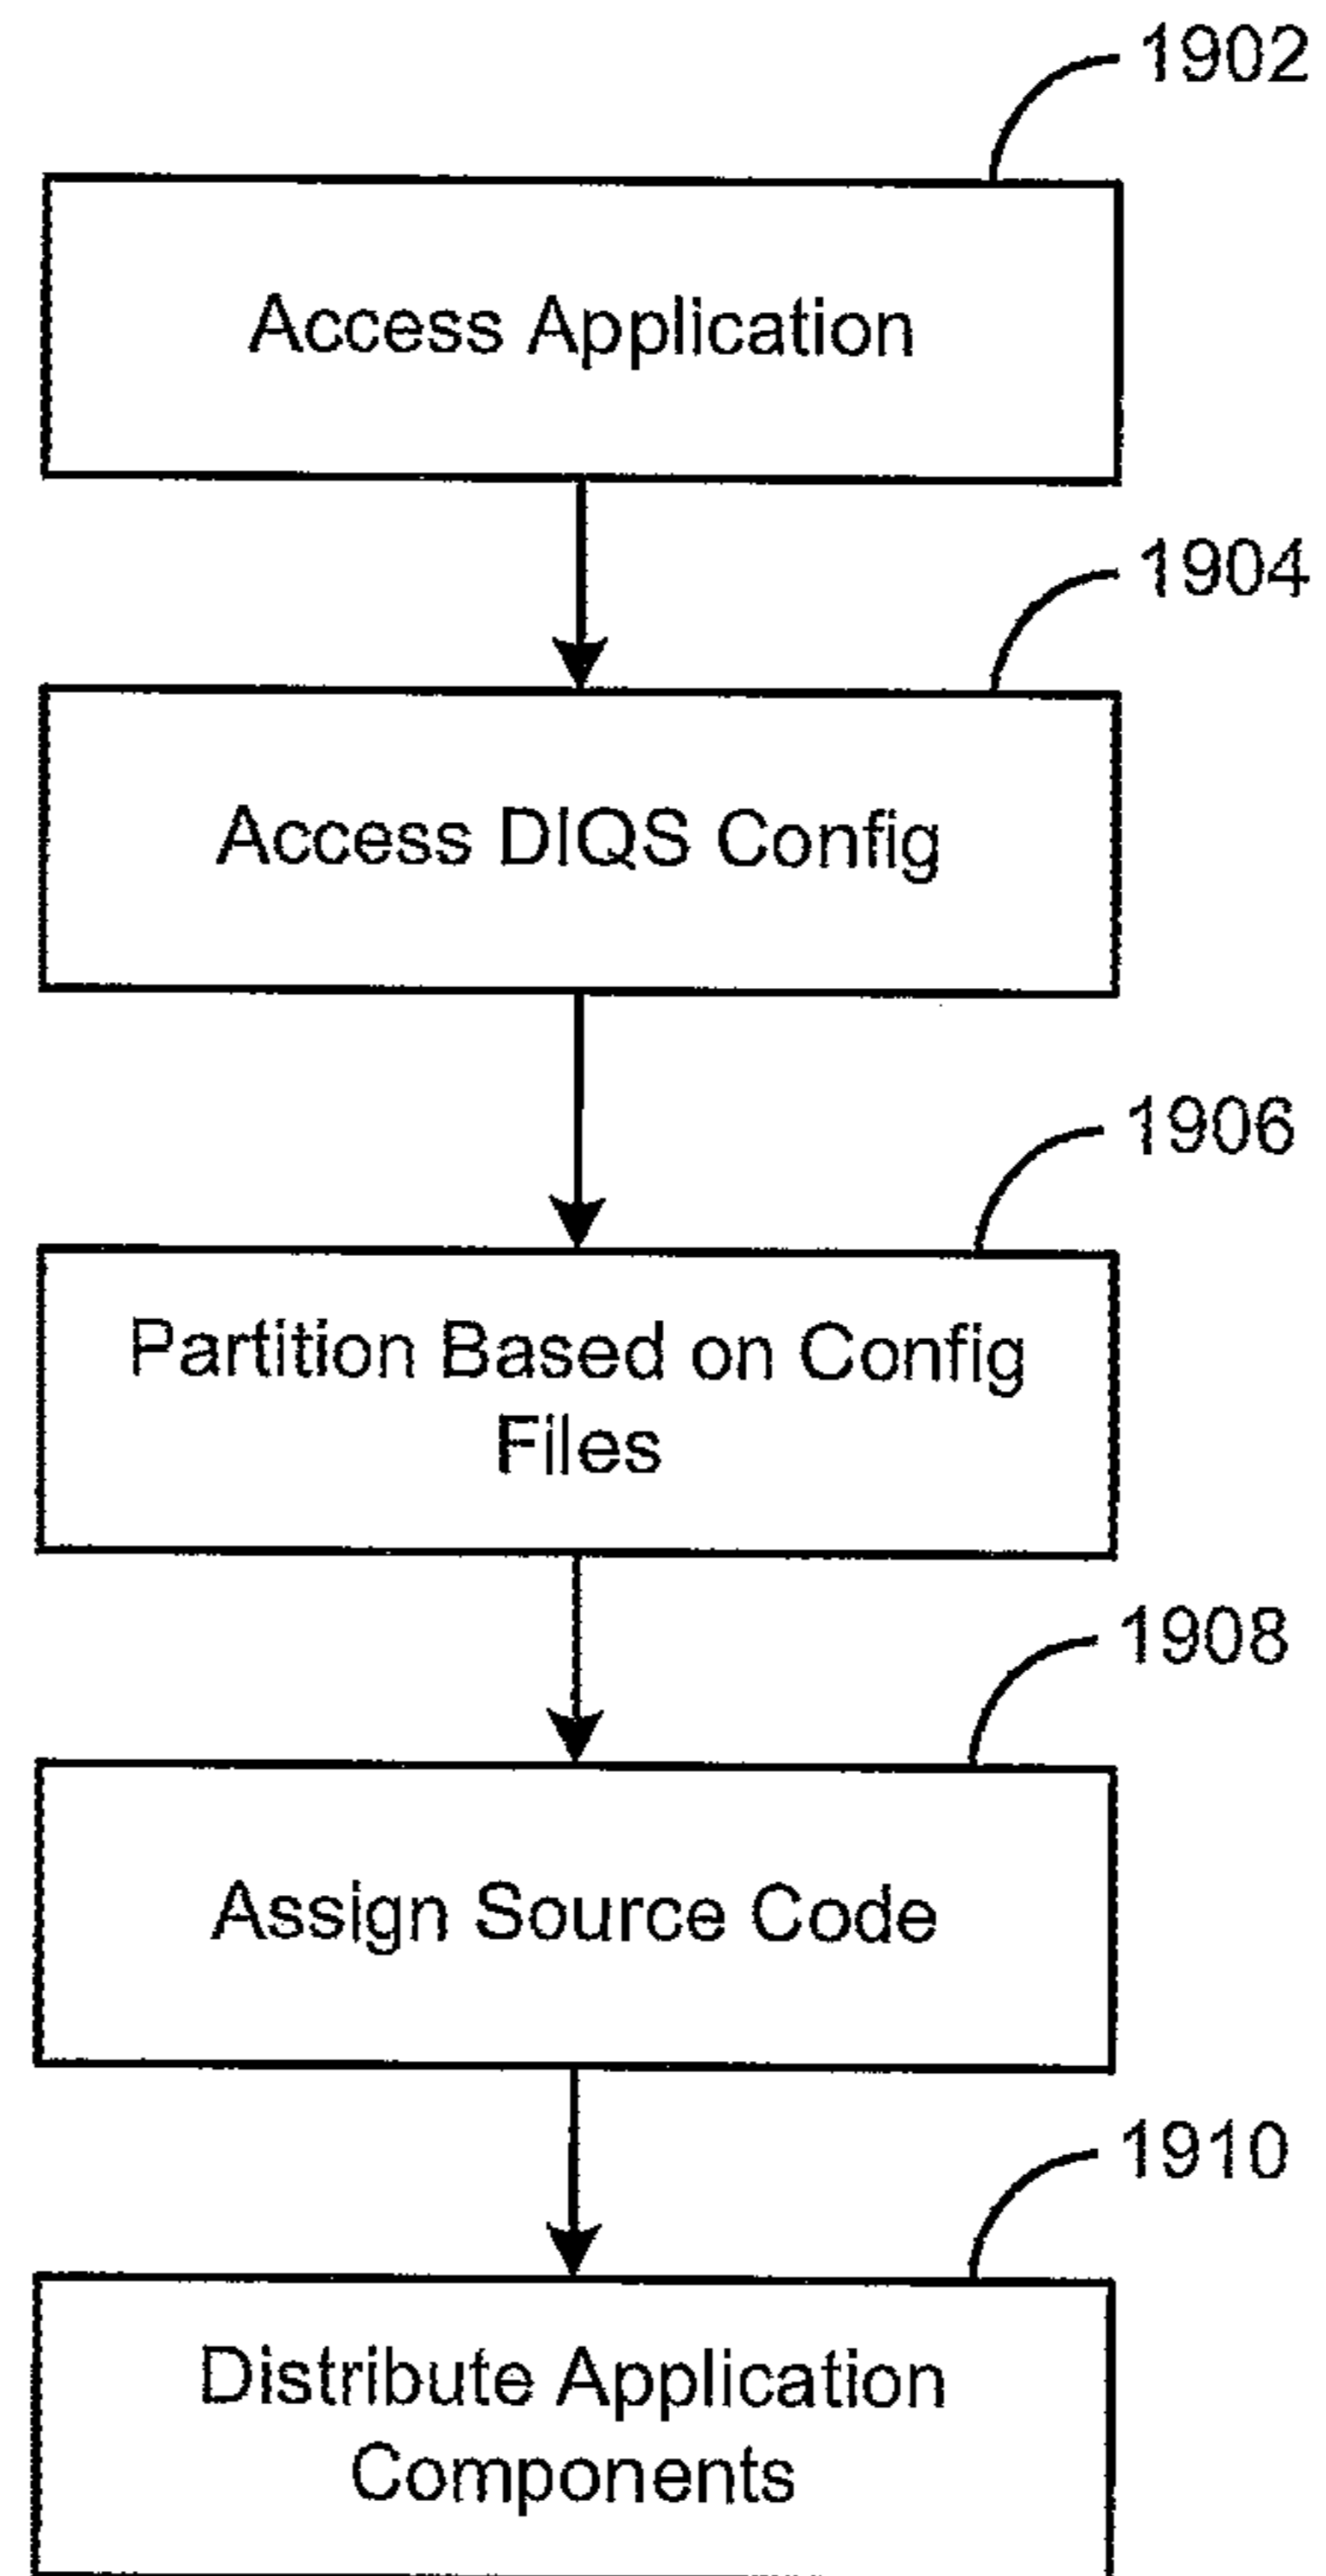 1902
Access Application
1904
Access DIQS Config
1906
Partition Based on Config
Files
1908
Assign Source Code
1910
Distribute Application
Components